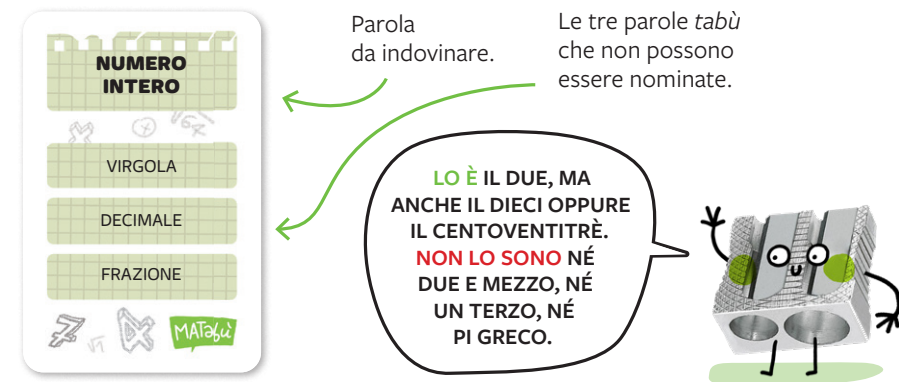 NUMERO
INTERO
VIRGOLA
DECIMALE
FRAZIONE
MATabù
Parola
da indovinare.
Le tre parole tabù
che non possono
essere nominate.
LO È IL DUE, MA
ANCHE IL DIECI OPPURE
IL CENTOVENTITRÈ.
NON LO SONO NÉ
DUE E MEZZO, NÉ
UN TERZO, NÉ
PI GRECO.